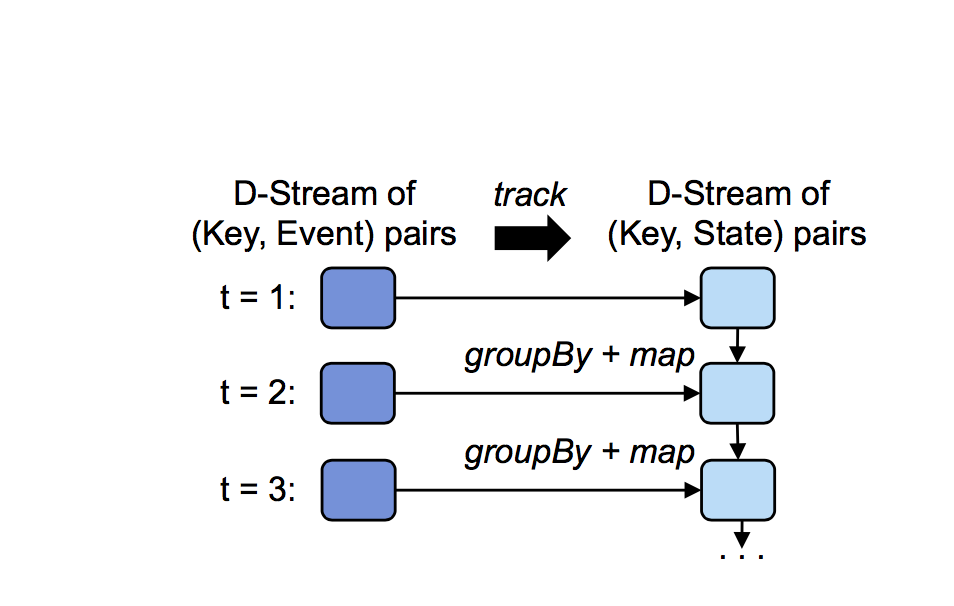 D-Stream of
(Key, Event) pairs
track
D-Stream of
(Key, State) pairs
t = 1:
groupBy + map
t = 2:
groupBy + map
t = 3:
. . .